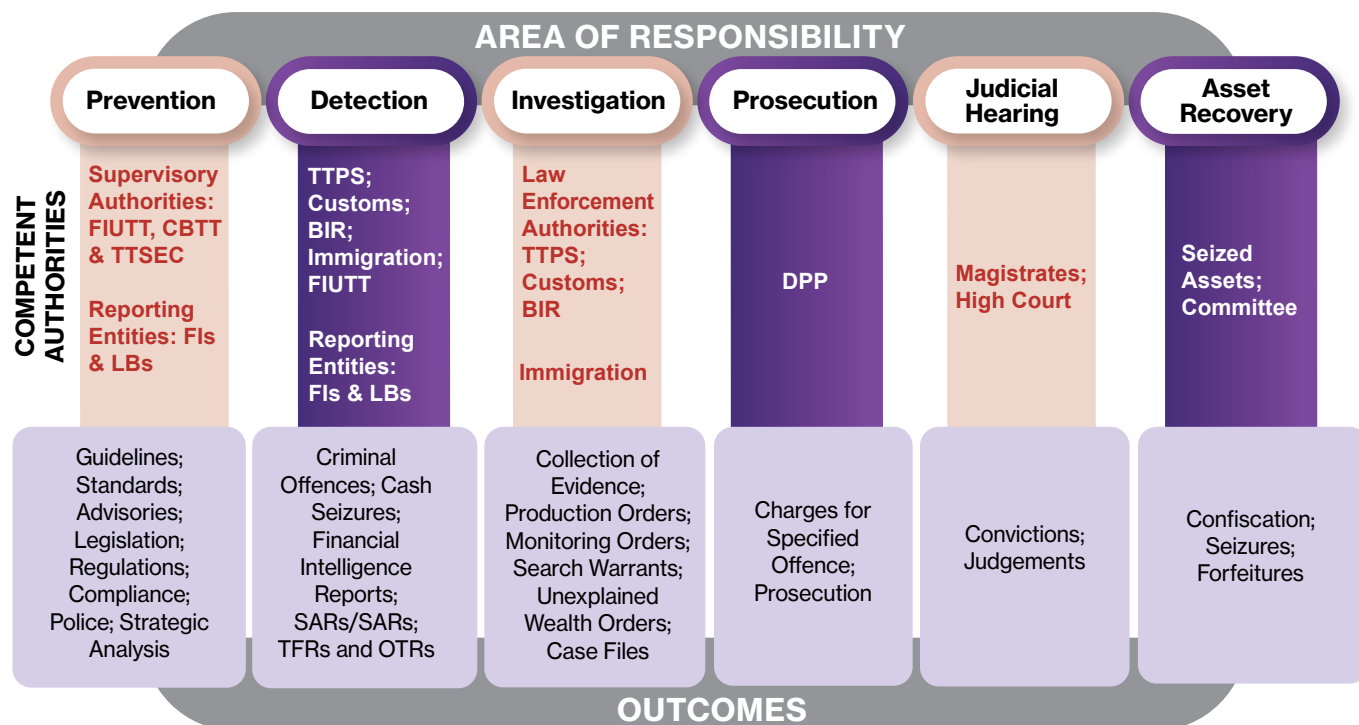 AREA OF RESPONSIBILITY
Prevention
Detection
Investigation
Prosecution
Judicial
Hearing
Asset
Recovery
COMPETENT
AUTHORITIES
Supervisory
Authorities:
FIUTT, CBTT
& TTSEC
Reporting
Entities: FIs
& LBs
TTPS;
Customs;
BIR;
Immigration;
FIUTT
Reporting
Entities:
FIs & LBs
Law
Enforcement
Authorities:
TTPS;
Customs;
BIR
Immigration
DPP
Magistrates;
High Court
Seized
Assets;
Committee
Guidelines;
Standards;
Advisories;
Legislation;
Regulations;
Compliance;
Police; Strategic
Analysis
Criminal
Offences; Cash
Seizures;
Financial
Intelligence
Reports;
SARs/SARs;
TFRs and OTRs
Collection of
Evidence;
Production Orders;
Monitoring Orders;
Search Warrants;
Unexplained
Wealth Orders;
Case Files
Charges for
Specified
Offence;
Prosecution
Convictions;
Judgements
Confiscation;
Seizures;
Forfeitures
OUTCOMES